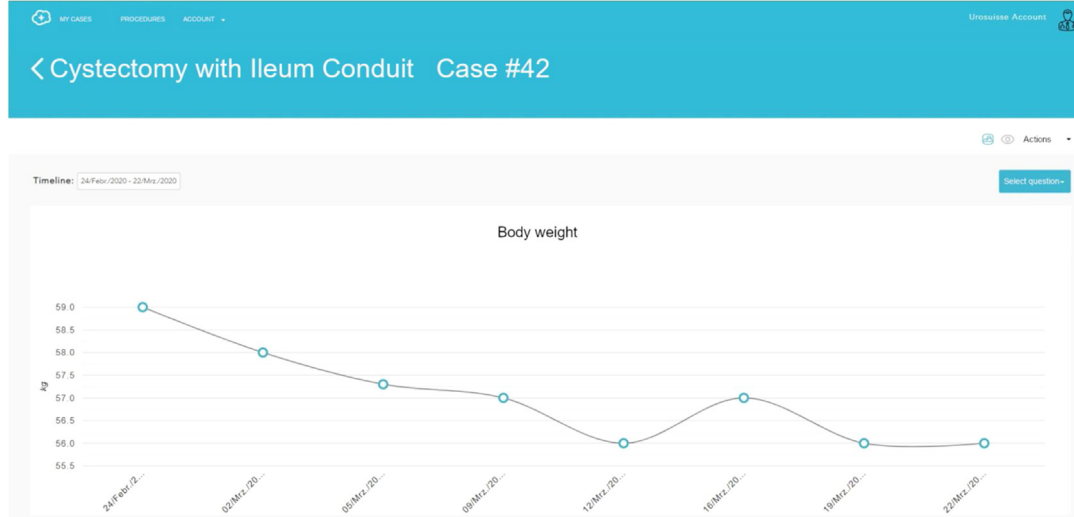 MY CASES PROCEDURES ACCOUNT Urosuisse Account
Cystectomy with Ileum Conduit Case #42
Actions
Timeline: 24/Febr./2020 - 22/Mrz./2020 Select question
Body weight
59.0
58.5
58.0
57.5
57.0
56.5
56.0
55.5
kg
24/Febr./2... 02/Mrz./20... 05/Mrz./20... 09/Mrz./20... 12/Mrz./20... 16/Mrz./20... 19/Mrz./20... 22/Mrz./20...